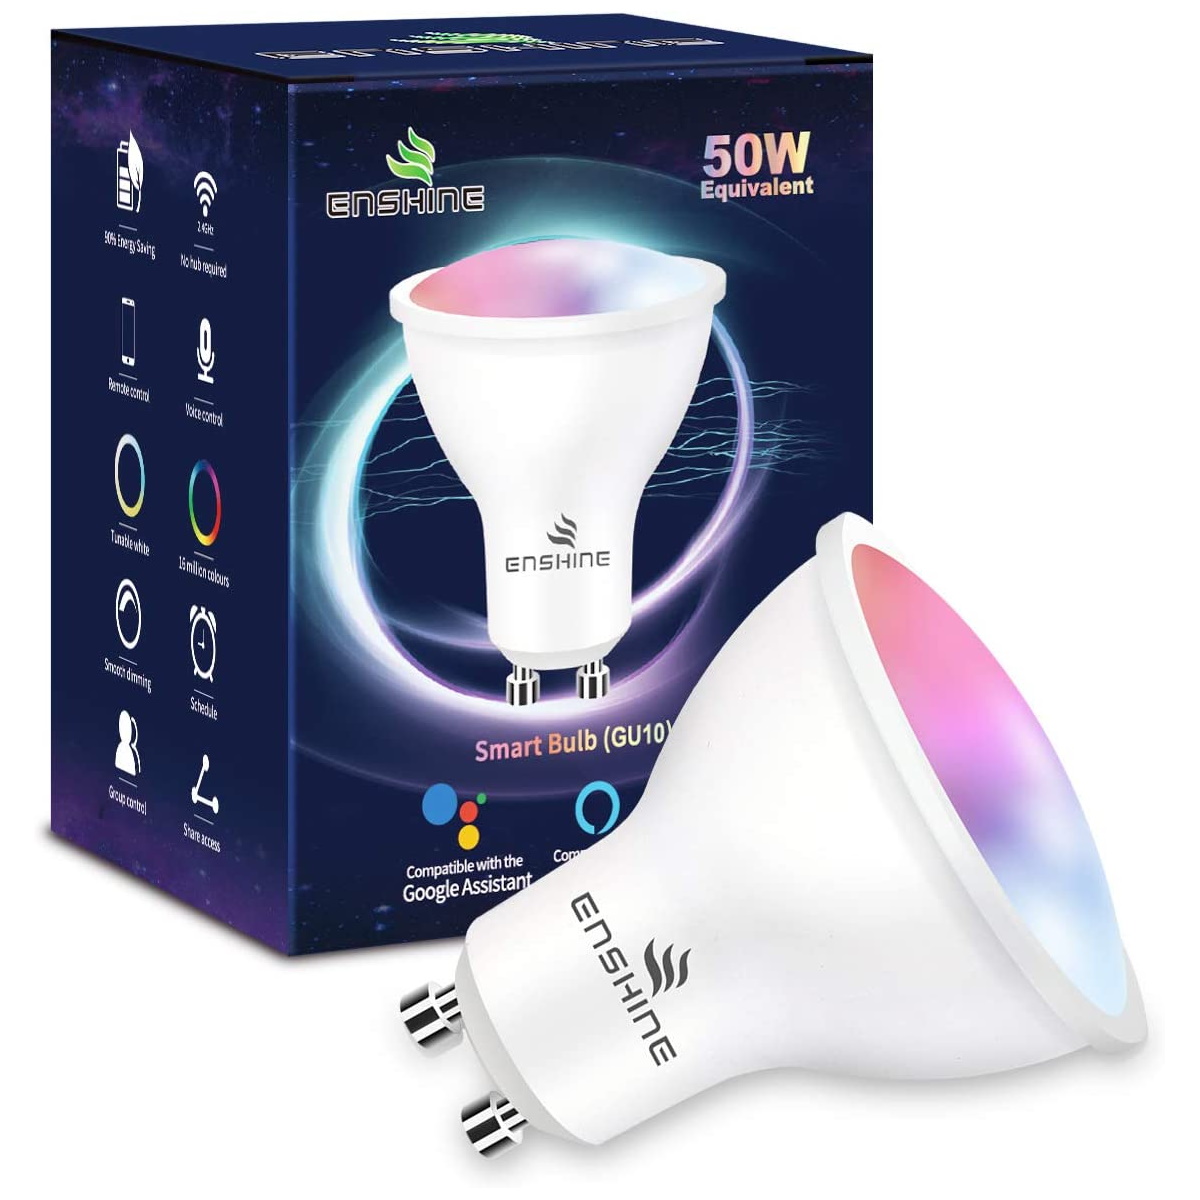 ENSHINE
50W
Equivalent
ENSHINE
Smart Bulb (GU10)
Compatible with the
Google Assistant
90% Energy Saving
2.4GHz
No hub required
Remote control
Voice control
Tunable white
16 million colours
Smooth dimming
Schedule
Group control
Share access
ENSHINE